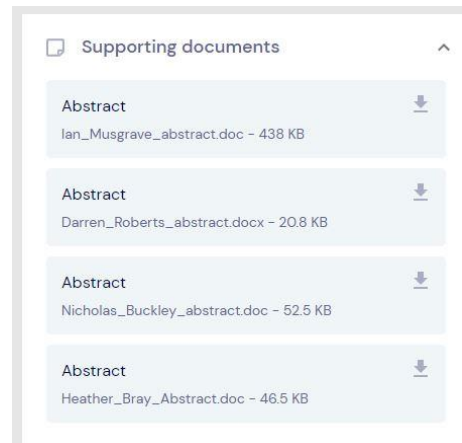 Supporting documents
Abstract
Ian_Musgrave_abstract.doc – 438 KB
Abstract
Darren_Roberts_abstract.docx – 20.8 KB
Abstract
Nicholas_Buckley_abstract.doc – 52.5 KB
Abstract
Heather_Bray_Abstract.doc – 46.5 KB